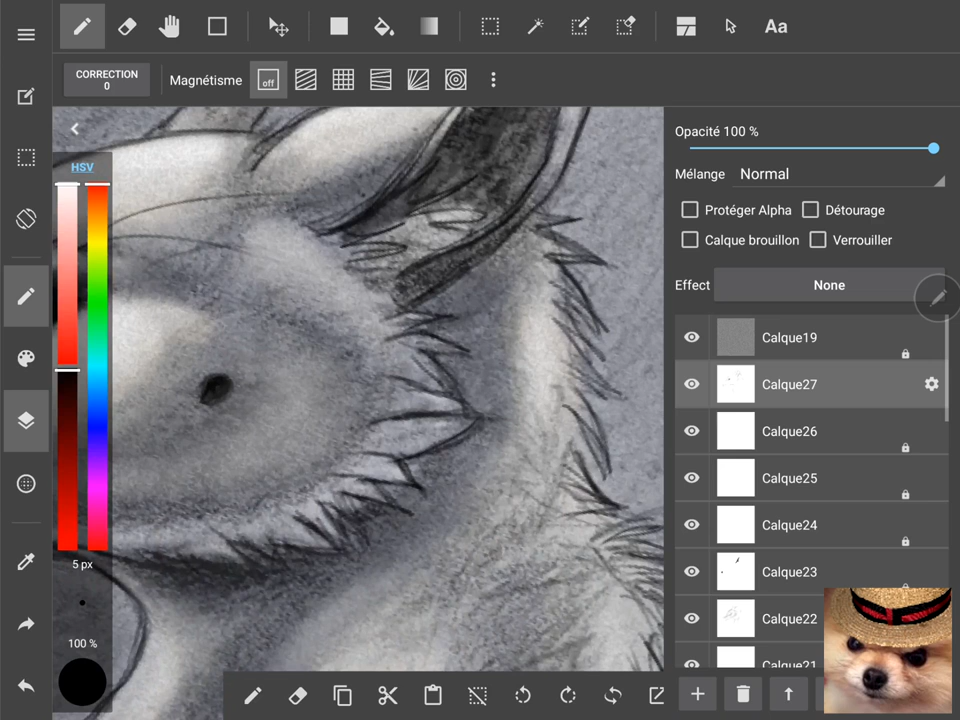 Aa
CORRECTION
0
Magnétisme
off
HSV
5 px
100 %
Opacité 100 %
Mélange Normal
Protéger Alpha Détourage
Calque brouillon Verrouiller
Effect None
Calque19
Calque27
Calque26
Calque25
Calque24
Calque23
Calque22
Calque21